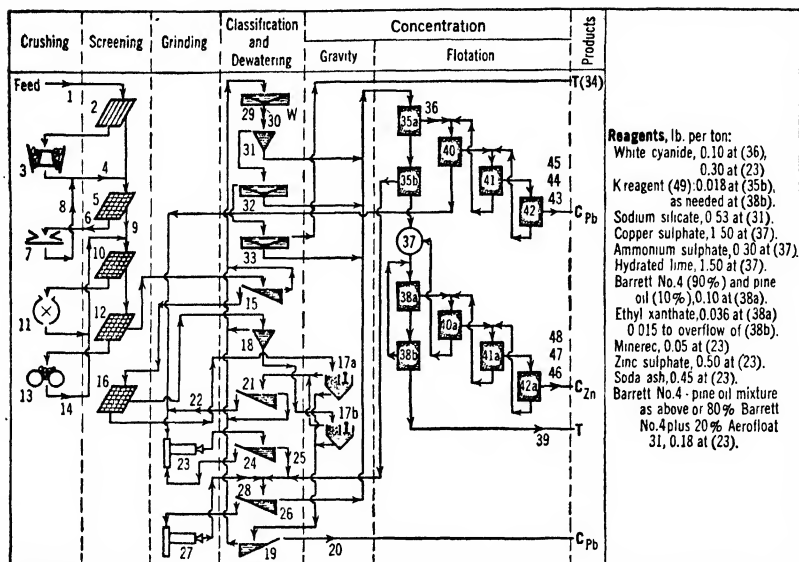 Crushing
Screening
Grinding
Classification
and
Dewatering
Concentration
Gravity
Flotation
Products
Feed
1
2
3
4
5
6
7
8
9
10
11
12
13
14
15
16
17a
17b
18
19
20
21
22
23
24
25
26
27
28
29
30
W
31
32
33
T(34)
35a
36
35b
37
38a
38b
39
T
40
41
42
45
44
43
C Pb
40a
41a
42a
48
47
46
C Zn
C Pb
Reagents, lb. per ton:
White cyanide, 0.10 at (36),
0.30 at (23)
K reagent (49):0.018 at (35b),
as needed at (38b).
Sodium silicate, 0 53 at (31).
Copper sulphate, 1 50 at (37).
Ammonium sulphate, 0 30 at (37).
Hydrated lime, 1.50 at (37).
Barrett No.4 (90%) and pine
oil (10%), 0.10 at (38a).
Ethyl xanthate, 0.036 at (38a)
0 015 to overflow of (38b).
Minerec, 0.05 at (23)
Zinc sulphate, 0.50 at (23).
Soda ash, 0.45 at (23).
Barrett No.4 - pine oil mixture
as above or 80% Barrett
No.4 plus 20% Aerofloat
31, 0.18 at (23).